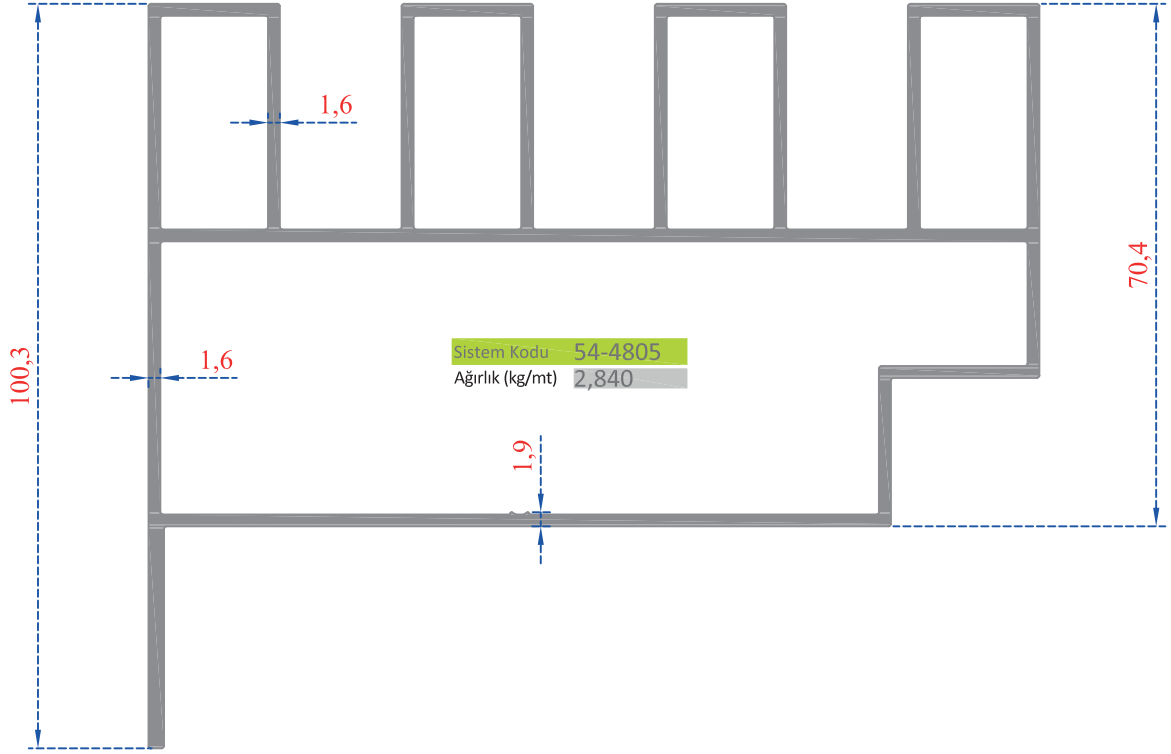 1,6
70,4
100,3
1,6
Sistem Kodu 54-4805
Ağırlık (kg/mt) 2,840
1,9